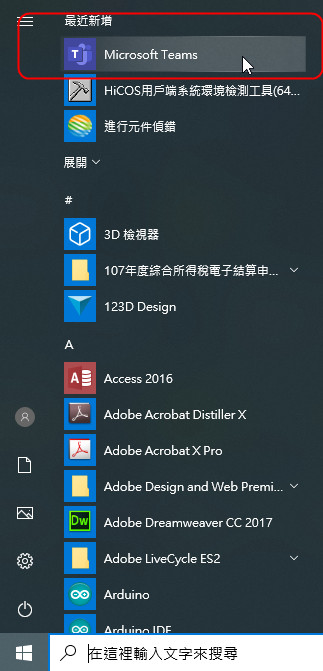 最近新增
Microsoft Teams
HiCOS用戶端系統環境檢測工具(64...
進行元件偵錯
展開
#
3D 檢視器
107年度綜合所得稅電子結算申...
123D Design
A
Access 2016
Adobe Acrobat Distiller X
Adobe Acrobat X Pro
Adobe Design and Web Premi...
Dw
Adobe Dreamweaver CC 2017
Adobe LiveCycle ES2
Arduino
Arduino IDE
在這裡輸入文字來搜尋